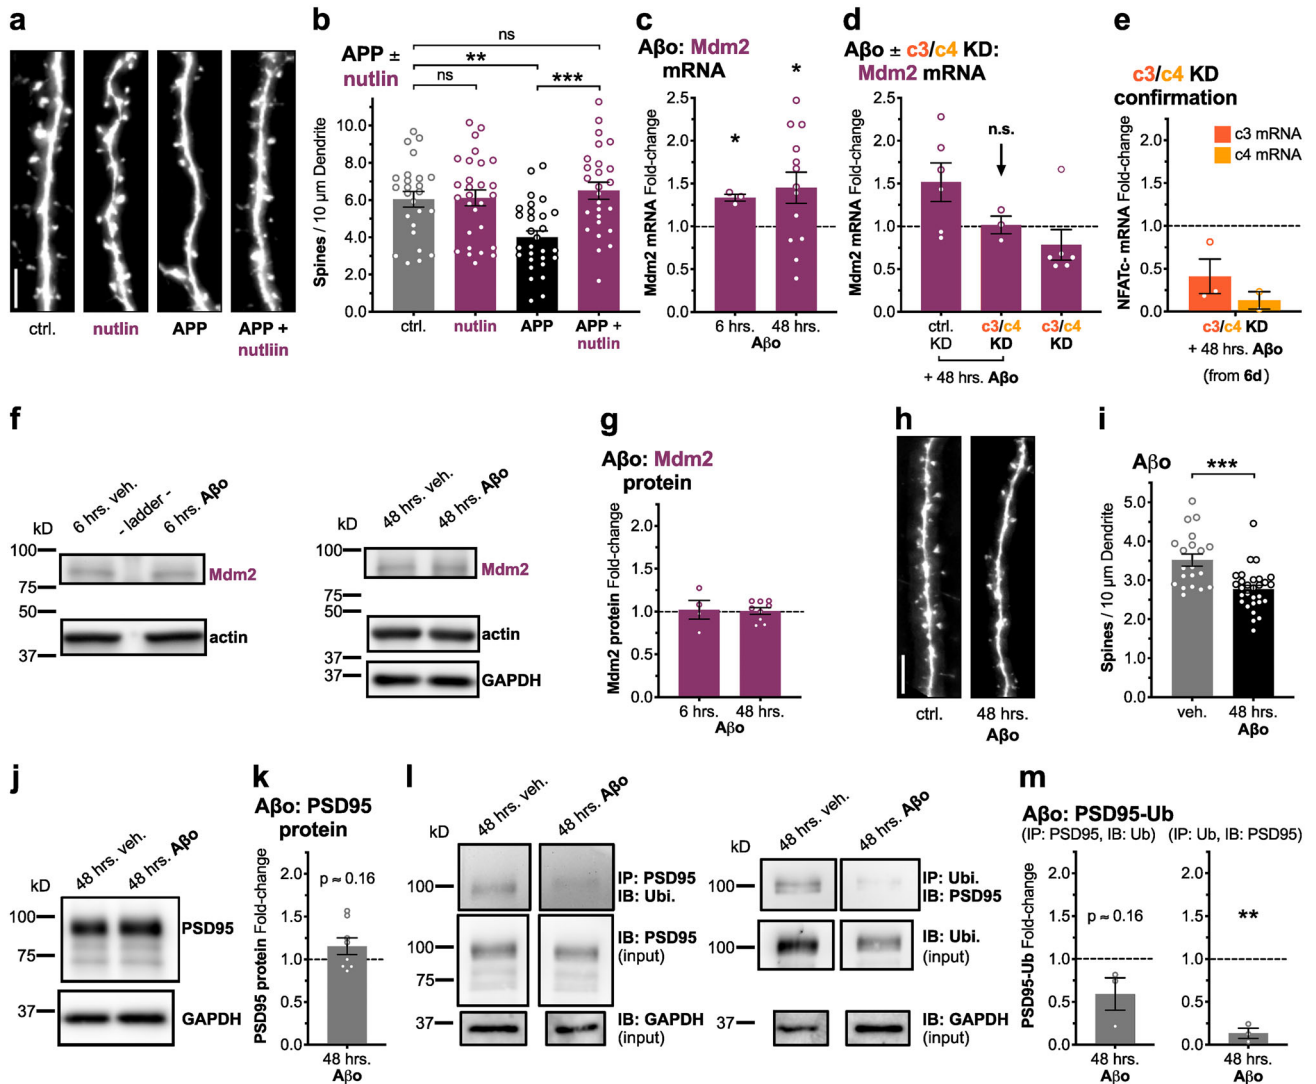 a
ctrl.
nutlin
APP
APP +
nutliin
b
APP ±
nutlin
ns
**
ns
***
Spines / 10 µm Dendrite
10.0
8.0
6.0
4.0
2.0
0.0
ctrl.
nutlin
APP
APP +
nutlin
c
Aβo: Mdm2
mRNA
Mdm2 mRNA Fold-change
2.5
2.0
1.5
1.0
0.5
0.0
*
*
6 hrs.
48 hrs.
Aβo
d
Aβo ± c3/c4 KD:
Mdm2 mRNA
Mdm2 mRNA Fold-change
2.5
2.0
1.5
1.0
0.5
0.0
n.s.
ctrl.
KD
c3/c4
KD
c3/c4
KD
+ 48 hrs. Aβo
e
c3/c4 KD
confirmation
NFATc- mRNA Fold-change
2.0
1.5
1.0
0.5
0.0
c3 mRNA
c4 mRNA
c3/c4 KD
+ 48 hrs. Aβo
(from 6d)
f
kD
6 hrs. veh.
- ladder -
6 hrs. Aβo
100
75
50
37
Mdm2
actin
kD
48 hrs. veh.
48 hrs. Aβo
100
75
50
37
37
Mdm2
actin
GAPDH
g
Aβo: Mdm2
protein
Mdm2 protein Fold-change
2.0
1.5
1.0
0.5
0.0
6 hrs.
48 hrs.
Aβo
h
ctrl.
48 hrs.
Aβo
i
Aβo
***
Spines / 10 µm Dendrite
5.0
4.0
3.0
2.0
1.0
0.0
veh.
48 hrs.
Aβo
j
kD
48 hrs. veh.
48 hrs. Aβo
100
75
37
PSD95
GAPDH
k
Aβo: PSD95
protein
PSD95 protein Fold-change
2.0
1.5
1.0
0.5
0.0
p ≈ 0.16
48 hrs.
Aβo
l
kD
48 hrs. veh.
48 hrs. Aβo
100
100
75
37
IP: PSD95
IB: Ubi.
IB: PSD95
(input)
IB: GAPDH
(input)
kD
48 hrs. veh.
48 hrs. Aβo
100
100
37
IP: Ubi.
IB: PSD95
IB: Ubi.
(input)
IB: GAPDH
(input)
m
Aβo: PSD95-Ub
(IP: PSD95, IB: Ub)
(IP: Ub, IB: PSD95)
PSD95-Ub Fold-change
2.0
1.5
1.0
0.5
0.0
p ≈ 0.16
48 hrs.
Aβo
2.0
1.5
1.0
0.5
0.0
**
48 hrs.
Aβo